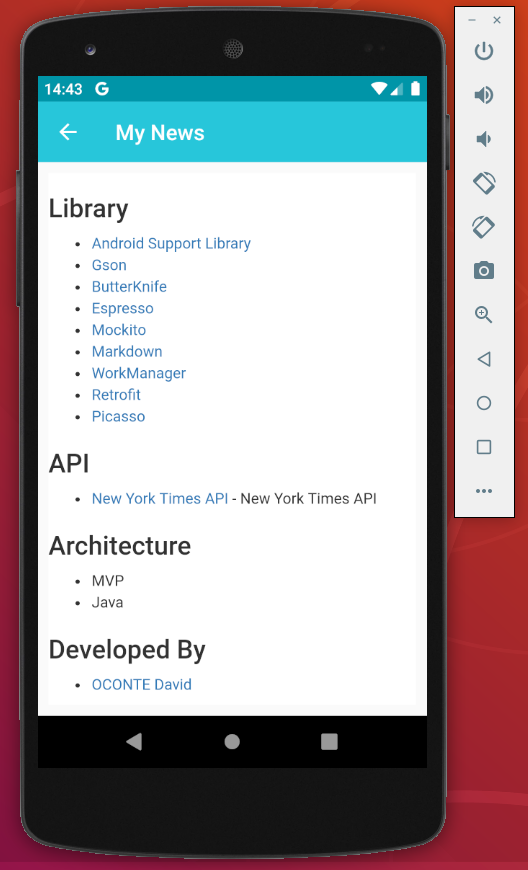 14:43 G
My News
Library
Android Support Library
Gson
ButterKnife
Espresso
Mockito
Markdown
WorkManager
Retrofit
Picasso
API
New York Times API - New York Times API
Architecture
MVP
Java
Developed By
OCONTE David